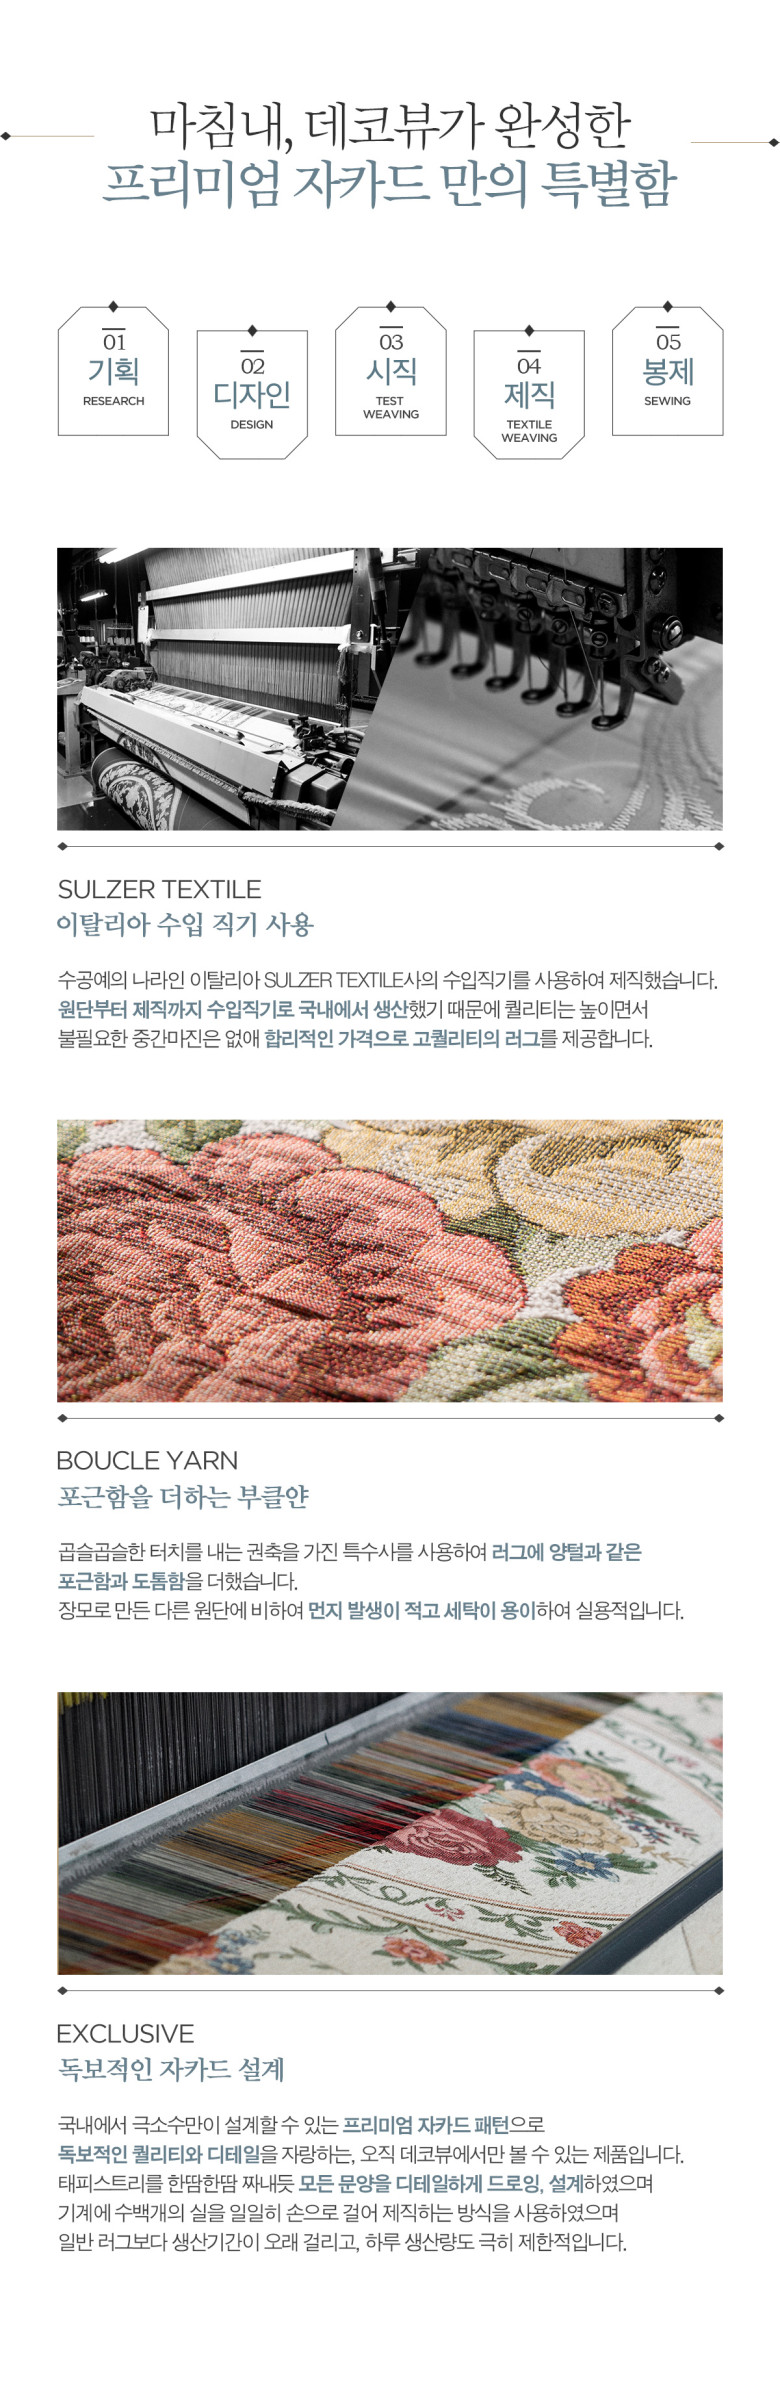 마침내, 데코뷰가 완성한
프리미엄 자카드 만의 특별함
01
기획
RESEARCH
02
디자인
DESIGN
03
시직
TEST
WEAVING
04
제직
TEXTILE
WEAVING
05
봉제
SEWING
SULZER TEXTILE
이탈리아 수입 직기 사용
수공예의 나라인 이탈리아 SULZER TEXTILE사의 수입직기를 사용하여 제직했습니다.
원단부터 제직까지 수입직기로 국내에서 생산했기 때문에 퀄리티는 높이면서
불필요한 중간마진은 없애 합리적인 가격으로 고퀄리티의 러그를 제공합니다.
BOUCLE YARN
포근함을 더하는 부클얀
곱슬곱슬한 터치를 내는 권축을 가진 특수사를 사용하여 러그에 양털과 같은
포근함과 도톰함을 더했습니다.
장모로 만든 다른 원단에 비하여 먼지 발생이 적고 세탁이 용이하여 실용적입니다.
EXCLUSIVE
독보적인 자카드 설계
국내에서 극소수만이 설계할 수 있는 프리미엄 자카드 패턴으로
독보적인 퀄리티와 디테일을 자랑하는, 오직 데코뷰에서만 볼 수 있는 제품입니다.
태피스트리를 한땀한땀 짜내듯 모든 문양을 디테일하게 드로잉, 설계하였으며
기계에 수백개의 실을 일일히 손으로 걸어 제직하는 방식을 사용하였으며
일반 러그보다 생산기간이 오래 걸리고, 하루 생산량도 극히 제한적입니다.